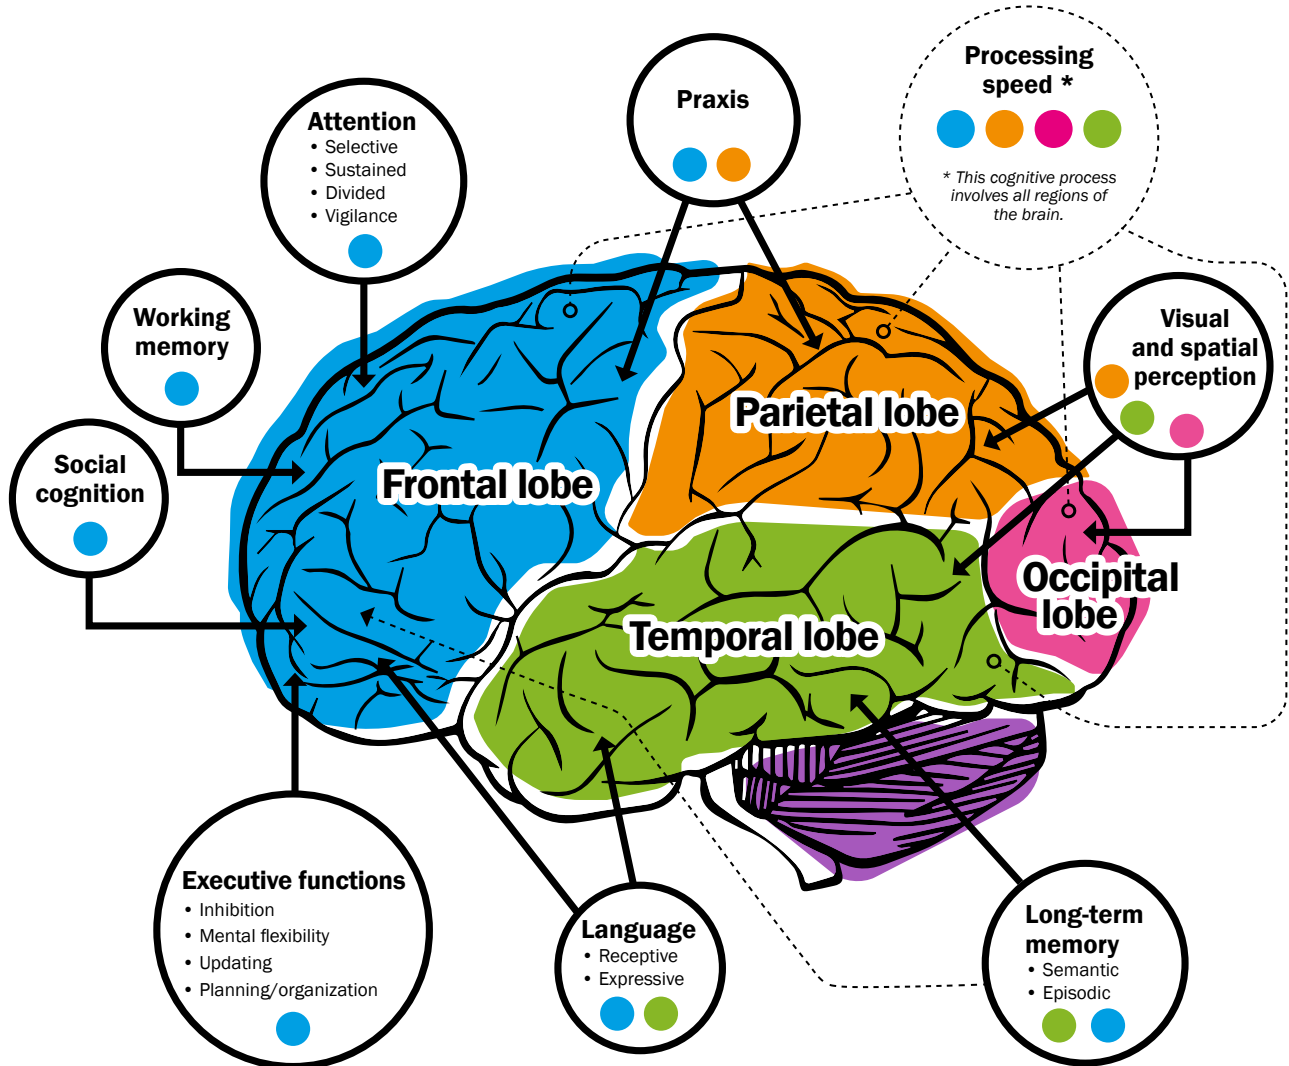 Processing
speed *
* This cognitive process
involves all regions of
the brain.
Praxis
Attention
• Selective
• Sustained
• Divided
• Vigilance
Working
memory
Visual
and spatial
perception
Social
cognition
Parietal lobe
Frontal lobe
Occipital
lobe
Temporal lobe
Executive functions
• Inhibition
• Mental flexibility
• Updating
• Planning/organization
Language
• Receptive
• Expressive
Long-term
memory
• Semantic
• Episodic